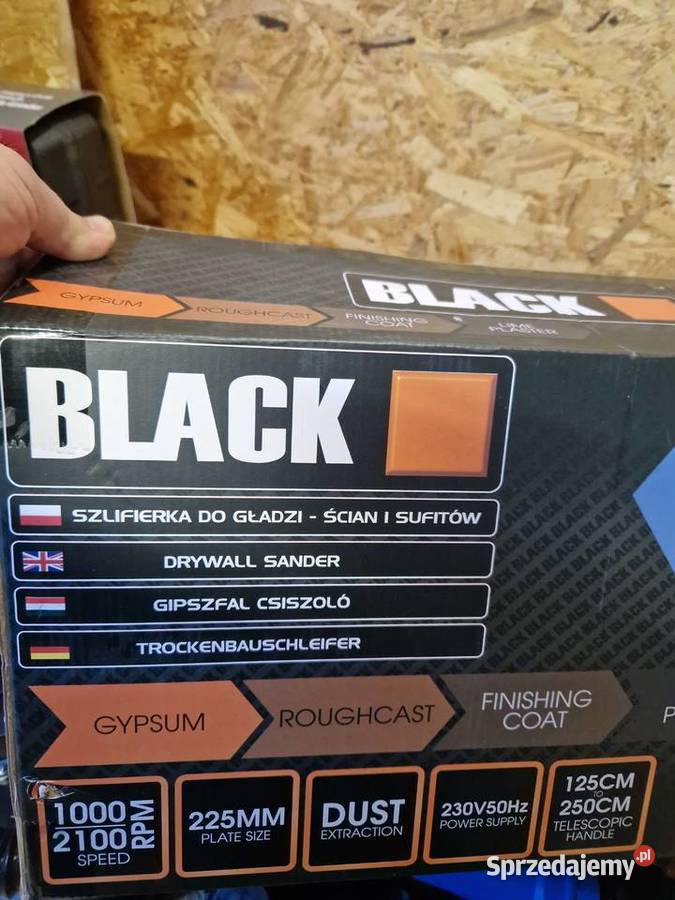 GYPSUM
ROUGHCAST
FINISHING
COAT
LIME
PLASTER
BLACK
BLACK
SZLIFIERKA DO GŁADZI - ŚCIAN I SUFITÓW
DRYWALL SANDER
GIPSZFAL CSISZOLÓ
TROCKENBAUSCHLEIFER
GYPSUM
ROUGHCAST
FINISHING
COAT
P
1000
2100
RPM
SPEED
225MM
PLATE SIZE
DUST
EXTRACTION
230V50Hz
POWER SUPPLY
125CM
TO
250CM
TELESCOPIC
HANDLE
Sprzedajemy.pl